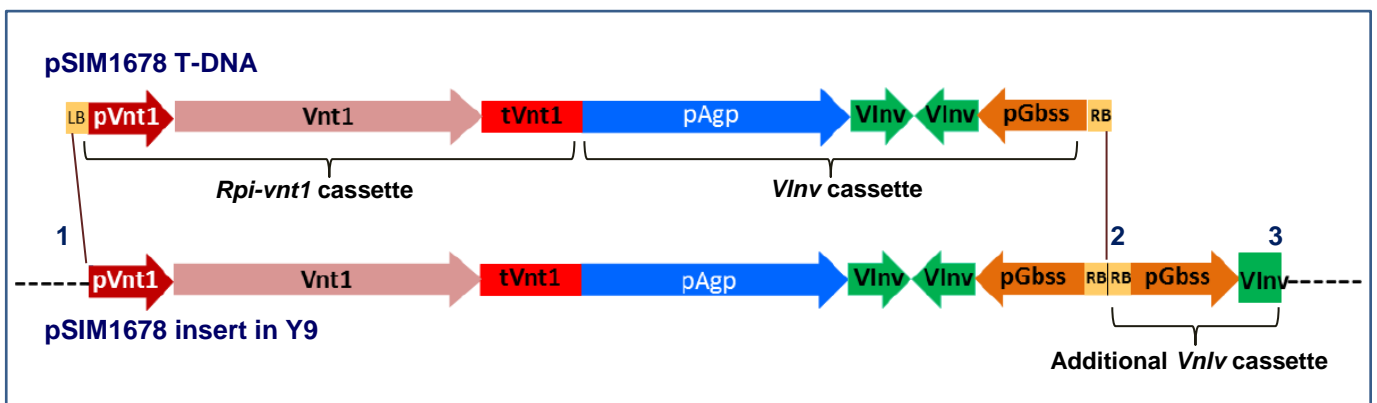 pSIM1678 T-DNA
LB pVnt1 Vnt1 tVnt1 pAgp VInv VInv pGbss RB
Rpi-vnt1 cassette VInv cassette
1 2 3
pVnt1 Vnt1 tVnt1 pAgp VInv VInv pGbss RB RB pGbss VInv
pSIM1678 insert in Y9
Additional VnIv cassette